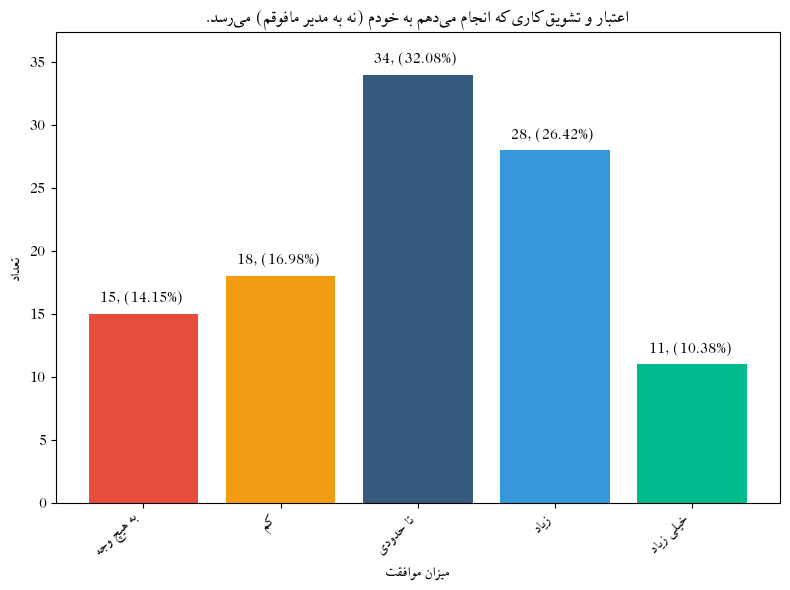 اعتبار و تشویق کاری که انجام می‌دهم به خودم (نه به مدیر مافوقم) می‌رسد.
34, (32.08%)
28, (26.42%)
18, (16.98%)
15, (14.15%)
11, (10.38%)
35
30
25
20
15
10
5
0
تعداد
به هیچ وجه
کم
تا حدودی
زیاد
خیلی زیاد
میزان موافقت